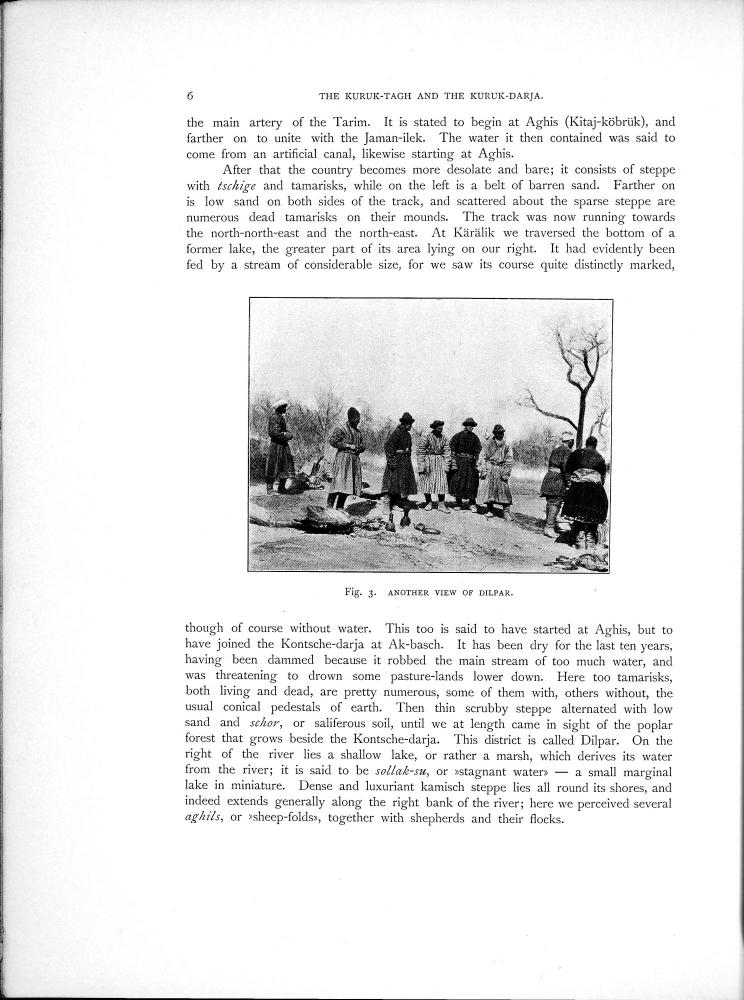 6
THE KURUK-TAGH AND THE KURUK-DARJA.
the main artery of the Tarim. It is stated to begin at Aghis (Kitaj-köbrük), and
farther on to unite with the Jaman-ilek. The water it then contained was said to
come from an artificial canal, likewise starting at Aghis.
After that the country becomes more desolate and bare; it consists of steppe
with tschige and tamarisks, while on the left is a belt of barren sand. Farther on
is low sand on both sides of the track, and scattered about the sparse steppe are
numerous dead tamarisks on their mounds. The track was now running towards
the north-north-east and the north-east. At Kärälik we traversed the bottom of a
former lake, the greater part of its area lying on our right. It had evidently been
fed by a stream of considerable size, for we saw its course quite distinctly marked,
Fig. 3. ANOTHER VIEW OF DILPAR.
though of course without water. This too is said to have started at Aghis, but to
have joined the Kontsche-darja at Ak-basch. It has been dry for the last ten years,
having been dammed because it robbed the main stream of too much water, and
was threatening to drown some pasture-lands lower down. Here too tamarisks,
both living and dead, are pretty numerous, some of them with, others without, the
usual conical pedestals of earth. Then thin scrubby steppe alternated with low
sand and schor, or saliferous soil, until we at length came in sight of the poplar
forest that grows beside the Kontsche-darja. This district is called Dilpar. On the
right of the river lies a shallow lake, or rather a marsh, which derives its water
from the river; it is said to be sollak-su, or »stagnant water» — a small marginal
lake in miniature. Dense and luxuriant kamisch steppe lies all round its shores, and
indeed extends generally along the right bank of the river; here we perceived several
aghils, or »sheep-folds», together with shepherds and their flocks.